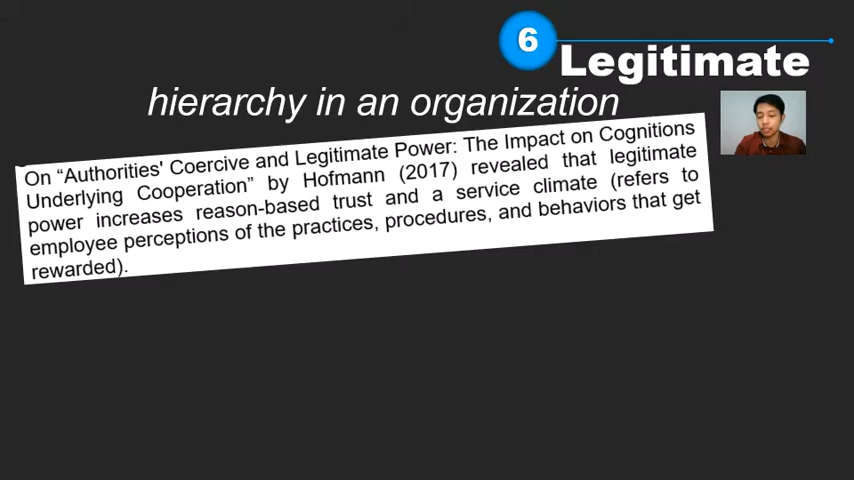 6
Legitimate
hierarchy in an organization
On “Authorities' Coercive and Legitimate Power: The Impact on Cognitions
Underlying Cooperation” by Hofmann (2017) revealed that legitimate
power increases reason-based trust and a service climate (refers to
employee perceptions of the practices, procedures, and behaviors that get
rewarded).